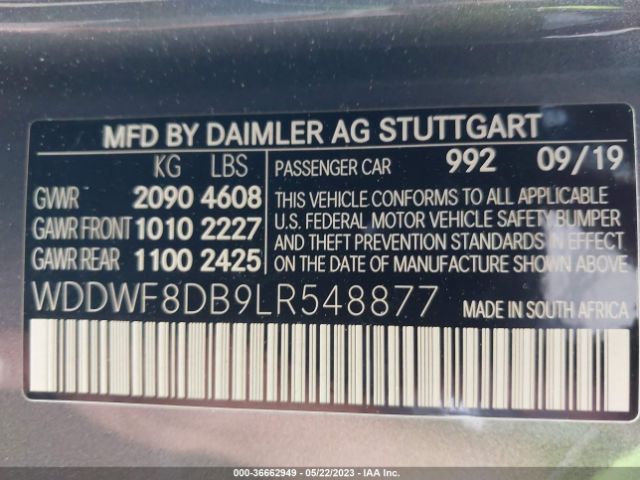 MFD BY DAIMLER AG STUTTGART
KG LBS
GVWR 2090 4608
GAWR FRONT 1010 2227
GAWR REAR 1100 2425
PASSENGER CAR 992 09/19
THIS VEHICLE CONFORMS TO ALL APPLICABLE
U.S. FEDERAL MOTOR VEHICLE SAFETY, BUMPER
AND THEFT PREVENTION STANDARDS IN EFFECT
ON THE DATE OF MANUFACTURE SHOWN ABOVE
WDDWF8DB9LR548877 MADE IN SOUTH AFRICA
000-36662949 - 05/22/2023 - IAA Inc.